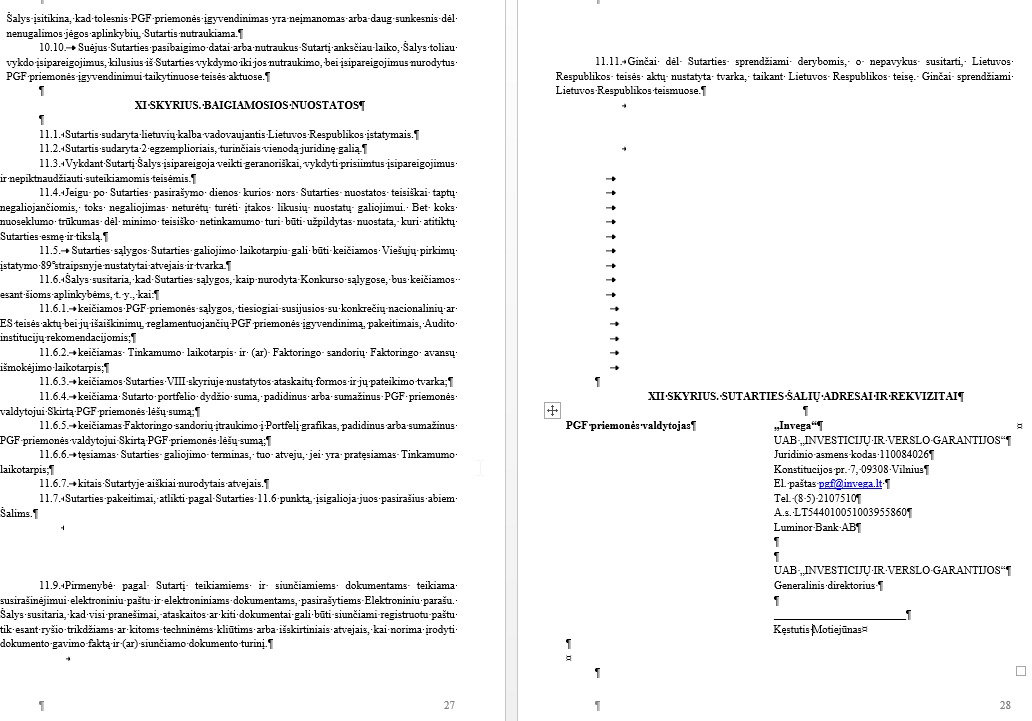 Šalys įsitikina, kad tolesnis PGF priemonės įgyvendinimas yra neįmanomas arba daug sunkesnis dėl
nenugalimos jėgos aplinkybių, Sutartis nutraukiama.¶
10.10. Suėjus Sutarties pasibaigimo datai arba nutraukus Sutartį anksčiau laiko, Šalys toliau
vykdo įsipareigojimus, kilusius iš Sutarties vykdymo iki jos nutraukimo, bei įsipareigojimus nurodytus
PGF priemonės įgyvendinimui taikytinuose teisės aktuose.¶
¶
XI SKYRIUS. BAIGIAMOSIOS NUOSTATOS¶
¶
11.1. Sutartis sudaryta lietuvių kalba vadovaujantis Lietuvos Respublikos įstatymais.¶
11.2. Sutartis sudaryta 2 egzemplioriais, turinčiais vienodą juridinę galią.¶
11.3. Vykdant Sutartį Šalys įsipareigoja veikti geranoriškai, vykdyti prisiimtus įsipareigojimus
ir nepiktnaudžiauti suteikiamomis teisėmis.¶
11.4. Jeigu po Sutarties pasirašymo dienos kurios nors Sutarties nuostatos teisiškai taptų
negaliojančiomis, toks negaliojimas neturėtų turėti įtakos likusių nuostatų galiojimui. Bet koks
nuoseklumo trūkumas dėl minimo teisiško netinkamumo turi būti užpildytas nuostata, kuri atitiktų
Sutarties esmę ir tikslą.¶
11.5. Sutarties sąlygos Sutarties galiojimo laikotarpiu gali būti keičiamos Viešųjų pirkimų
įstatymo 89 straipsnyje nustatytai atvejais ir tvarka.¶
11.6. Šalys susitaria, kad Sutarties sąlygos, kaip nurodyta Konkurso sąlygose, bus keičiamos
esant šioms aplinkybėms, t. y., kai:¶
11.6.1. keičiamos PGF priemonės sąlygos, tiesiogiai susijusios su konkrečių nacionalinių ar
ES teisės aktų bei jų išaiškinimų, reglamentuojančių PGF priemonės įgyvendinimą, pakeitimais, Audito
institucijų rekomendacijomis;¶
11.6.2. keičiamas Tinkamumo laikotarpis ir (ar) Faktoringo sandorių Faktoringo avansų
išmokėjimo laikotarpis;¶
11.6.3. keičiamos Sutarties VIII skyriuje nustatytos ataskaitų formos ir jų pateikimo tvarka;¶
11.6.4. keičiama Sutarto portfelio dydžio suma, padidinus arba sumažinus PGF priemonės
valdytojui Skirtą PGF priemonės lėšų sumą;¶
11.6.5. keičiamas Faktoringo sandorių įtraukimo į Portfelį grafikas, padidinus arba sumažinus
PGF priemonės valdytojui Skirtą PGF priemonės lėšų sumą;¶
11.6.6. tęsiamas Sutarties galiojimo terminas, tuo atveju, jei yra pratęsiamas Tinkamumo
laikotarpis;¶
11.6.7. kitais Sutartyje aiškiai nurodytais atvejais.¶
11.7. Sutarties pakeitimai, atlikti pagal Sutarties 11.6 punktą, įsigalioja juos pasirašius abiem
Šalims.¶
11.9. Pirmenybė pagal Sutartį teikiamiems ir siunčiamiems dokumentams teikiama
susirašinėjimui elektroniniu paštu ir elektroniniams dokumentams, pasirašytiems Elektroniniu parašu.
Šalys susitaria, kad visi pranešimai, ataskaitos ar kiti dokumentai gali būti siunčiami registruotu paštu
tik esant ryšio trikdžiams ar kitoms techninėms kliūtims arba išskirtiniais atvejais, kai norima įrodyti
dokumento gavimo faktą ir (ar) siunčiamo dokumento turinį.¶
¶
27
11.11. Ginčai dėl Sutarties sprendžiami derybomis, o nepavykus susitarti, Lietuvos
Respublikos teisės aktų nustatyta tvarka, taikant Lietuvos Respublikos teisę. Ginčai sprendžiami
Lietuvos Respublikos teismuose.¶
¶
XII SKYRIUS. SUTARTIES ŠALIŲ ADRESAI IR REKVIZITAI¶
¶
PGF priemonės valdytojas¶
„Invega“¶
UAB „INVESTICIJŲ IR VERSLO GARANTIJOS“¶
Juridinio asmens kodas 110084026¶
Konstitucijos pr. 7, 09308 Vilnius¶
El. paštas pgf@invega.lt ¶
Tel. (8 5) 2107510¶
A.s. LT544010051003955860¶
Luminor Bank AB¶
¶
¶
UAB „INVESTICIJŲ IR VERSLO GARANTIJOS“¶
Generalinis direktorius ¶
¶
¶
Kęstutis Motiejūnas¤
¶
¤
¶
¶
28